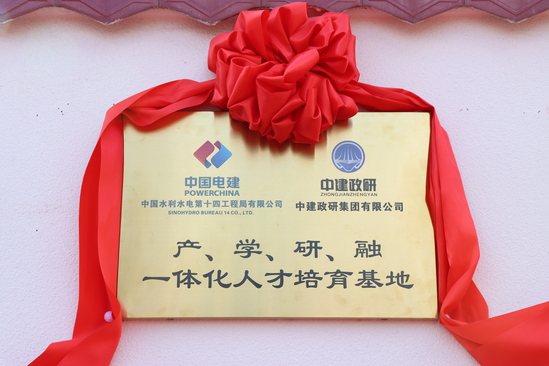 中国电建
POWERCHINA
中国水利水电第十四工程局有限公司
SINOHYDRO BUREAU 14 CO.,LTD.
中建政研
ZHONGJIANZHENGYAN
中建政研集团有限公司
产、学、研、融
一体化人才培育基地